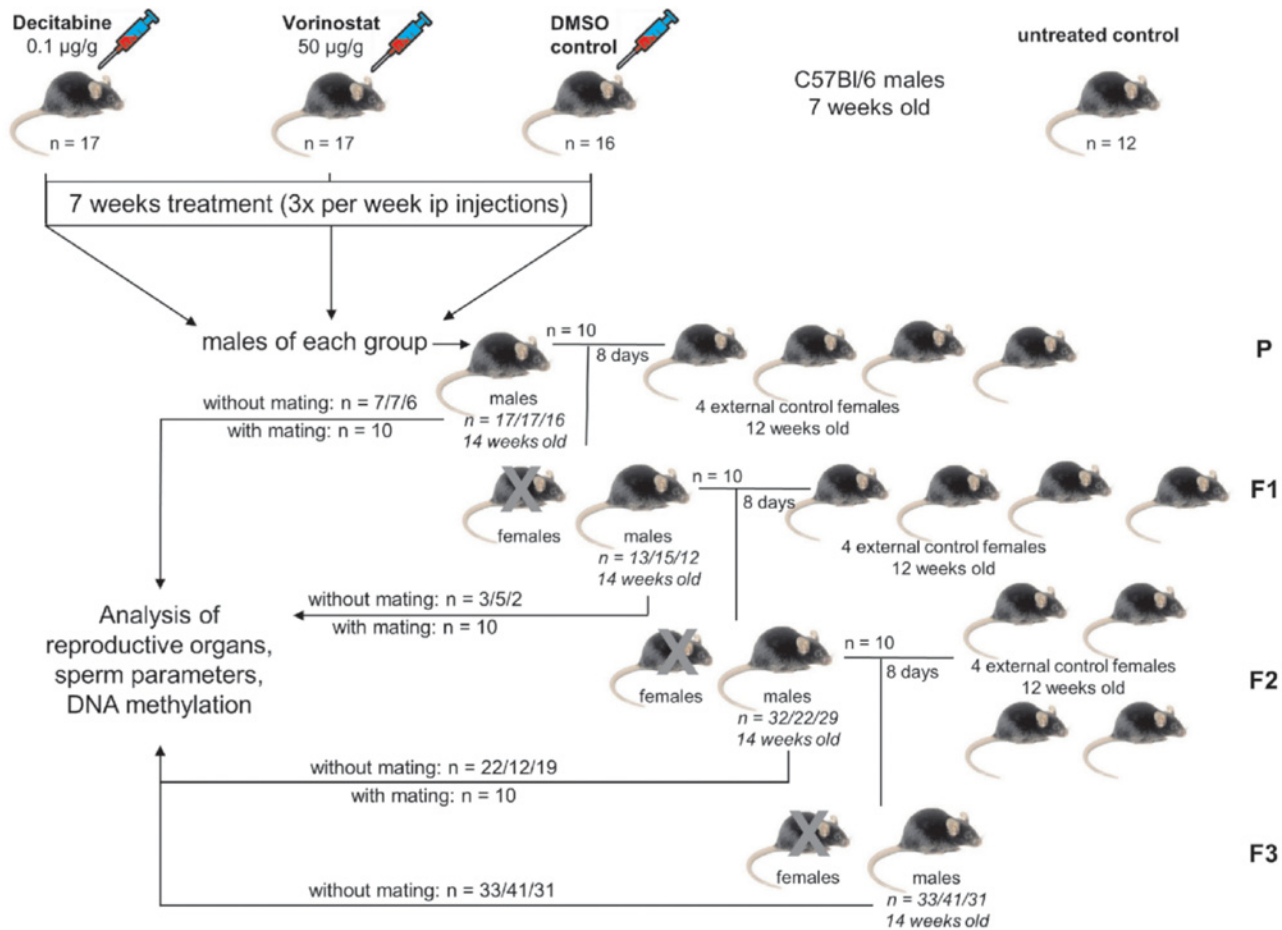 Decitabine
0.1 µg/g
n = 17
Vorinostat
50 µg/g
n = 17
DMSO
control
n = 16
C57Bl/6 males
7 weeks old
untreated control
n = 12
7 weeks treatment (3x per week ip injections)
males of each group
n = 10
8 days
P
without mating: n = 7/7/6
with mating: n = 10
males
n = 17/17/16
14 weeks old
4 external control females
12 weeks old
X
females
males
n = 13/15/12
14 weeks old
n = 10
8 days
4 external control females
12 weeks old
F1
without mating: n = 3/5/2
with mating: n = 10
Analysis of
reproductive organs,
sperm parameters,
DNA methylation
X
females
males
n = 32/22/29
14 weeks old
n = 10
8 days
4 external control females
12 weeks old
F2
without mating: n = 22/12/19
with mating: n = 10
X
females
males
n = 33/41/31
14 weeks old
F3
without mating: n = 33/41/31